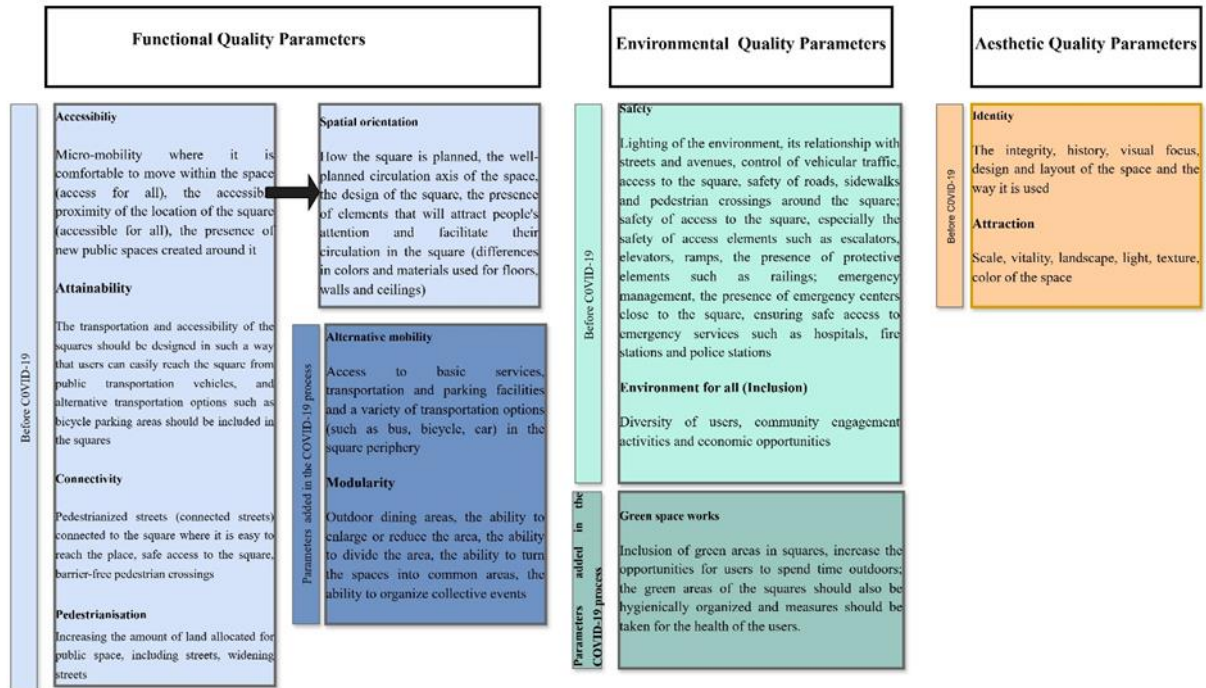 Functional Quality Parameters
Before C0VID-19
Accessibiliy
Micro-mobility where it is
comfortable to move within the space
(access for all), the accessible
proximity of the location of the square
(accessible for all), the presence of
new public spaces created around it
Attainability
The transportation and accessibility of the
squares should be designed in such a way
that users can easily reach the square from
public transportation vehicles, and
alternative transportation options such as
bicycle parking areas should be included in
the squares
Connectivity
Pedestrianized streets (connected streets)
connected to the square where it is easy to
reach the place, safe access to the square,
barrier-free pedestrian crossings
Pedestrianisation
Increasing the amount of land allocated for
public space, including streets, widening
streets
Spatial orientation
How the square is planned, the well-
planned circulation axis of the space,
the design of the square, the presence
of elements that will attract people's
attention and facilitate their
circulation in the square (differences
in colors and materials used for floors,
walls and ceilings)
Parameters added in the COVID-19 process
Alternative mobility
Access to basic services,
transportation and parking facilities
and a variety of transportation options
(such as bus, bicycle, car) in the
square periphery
Modularity
Outdoor dining areas, the ability to
enlarge or reduce the area, the ability
to divide the area, the ability to turn
the spaces into common areas, the
ability to organize collective events
Environmental Quality Parameters
Before C0VID-19
Safety
Lighting of the environment, its relationship with
streets and avenues, control of vehicular traffic,
access to the square, safety of roads, sidewalks
and pedestrian crossings around the square;
safety of access to the square, especially the
safety of access elements such as escalators,
elevators, ramps, the presence of protective
elements such as railings; emergency
management, the presence of emergency centers
close to the square, ensuring safe access to
emergency services such as hospitals, fire
stations and police stations
Environment for all (Inclusion)
Diversity of users, community engagement
activities and economic opportunities
Parameters added in the
COVID-19 process
Green space works
Inclusion of green areas in squares, increase the
opportunities for users to spend time outdoors;
the green areas of the squares should also be
hygienically organized and measures should be
taken for the health of the users.
Aesthetic Quality Parameters
Before C0VID-19
Identity
The integrity, history, visual focus,
design and layout of the space and the
way it is used
Attraction
Scale, vitality, landscape, light, texture,
color of the space